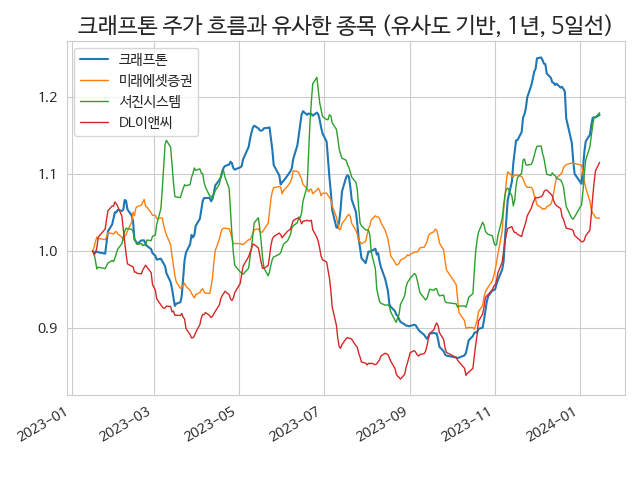 크래프톤 주가 흐름과 유사한 종목 (유사도 기반, 1년, 5일선)
크래프톤
미래에셋증권
서진시스템
DL이앤씨
1.2
1.1
1.0
0.9
2023-01
2023-03
2023-05
2023-07
2023-09
2023-11
2024-01